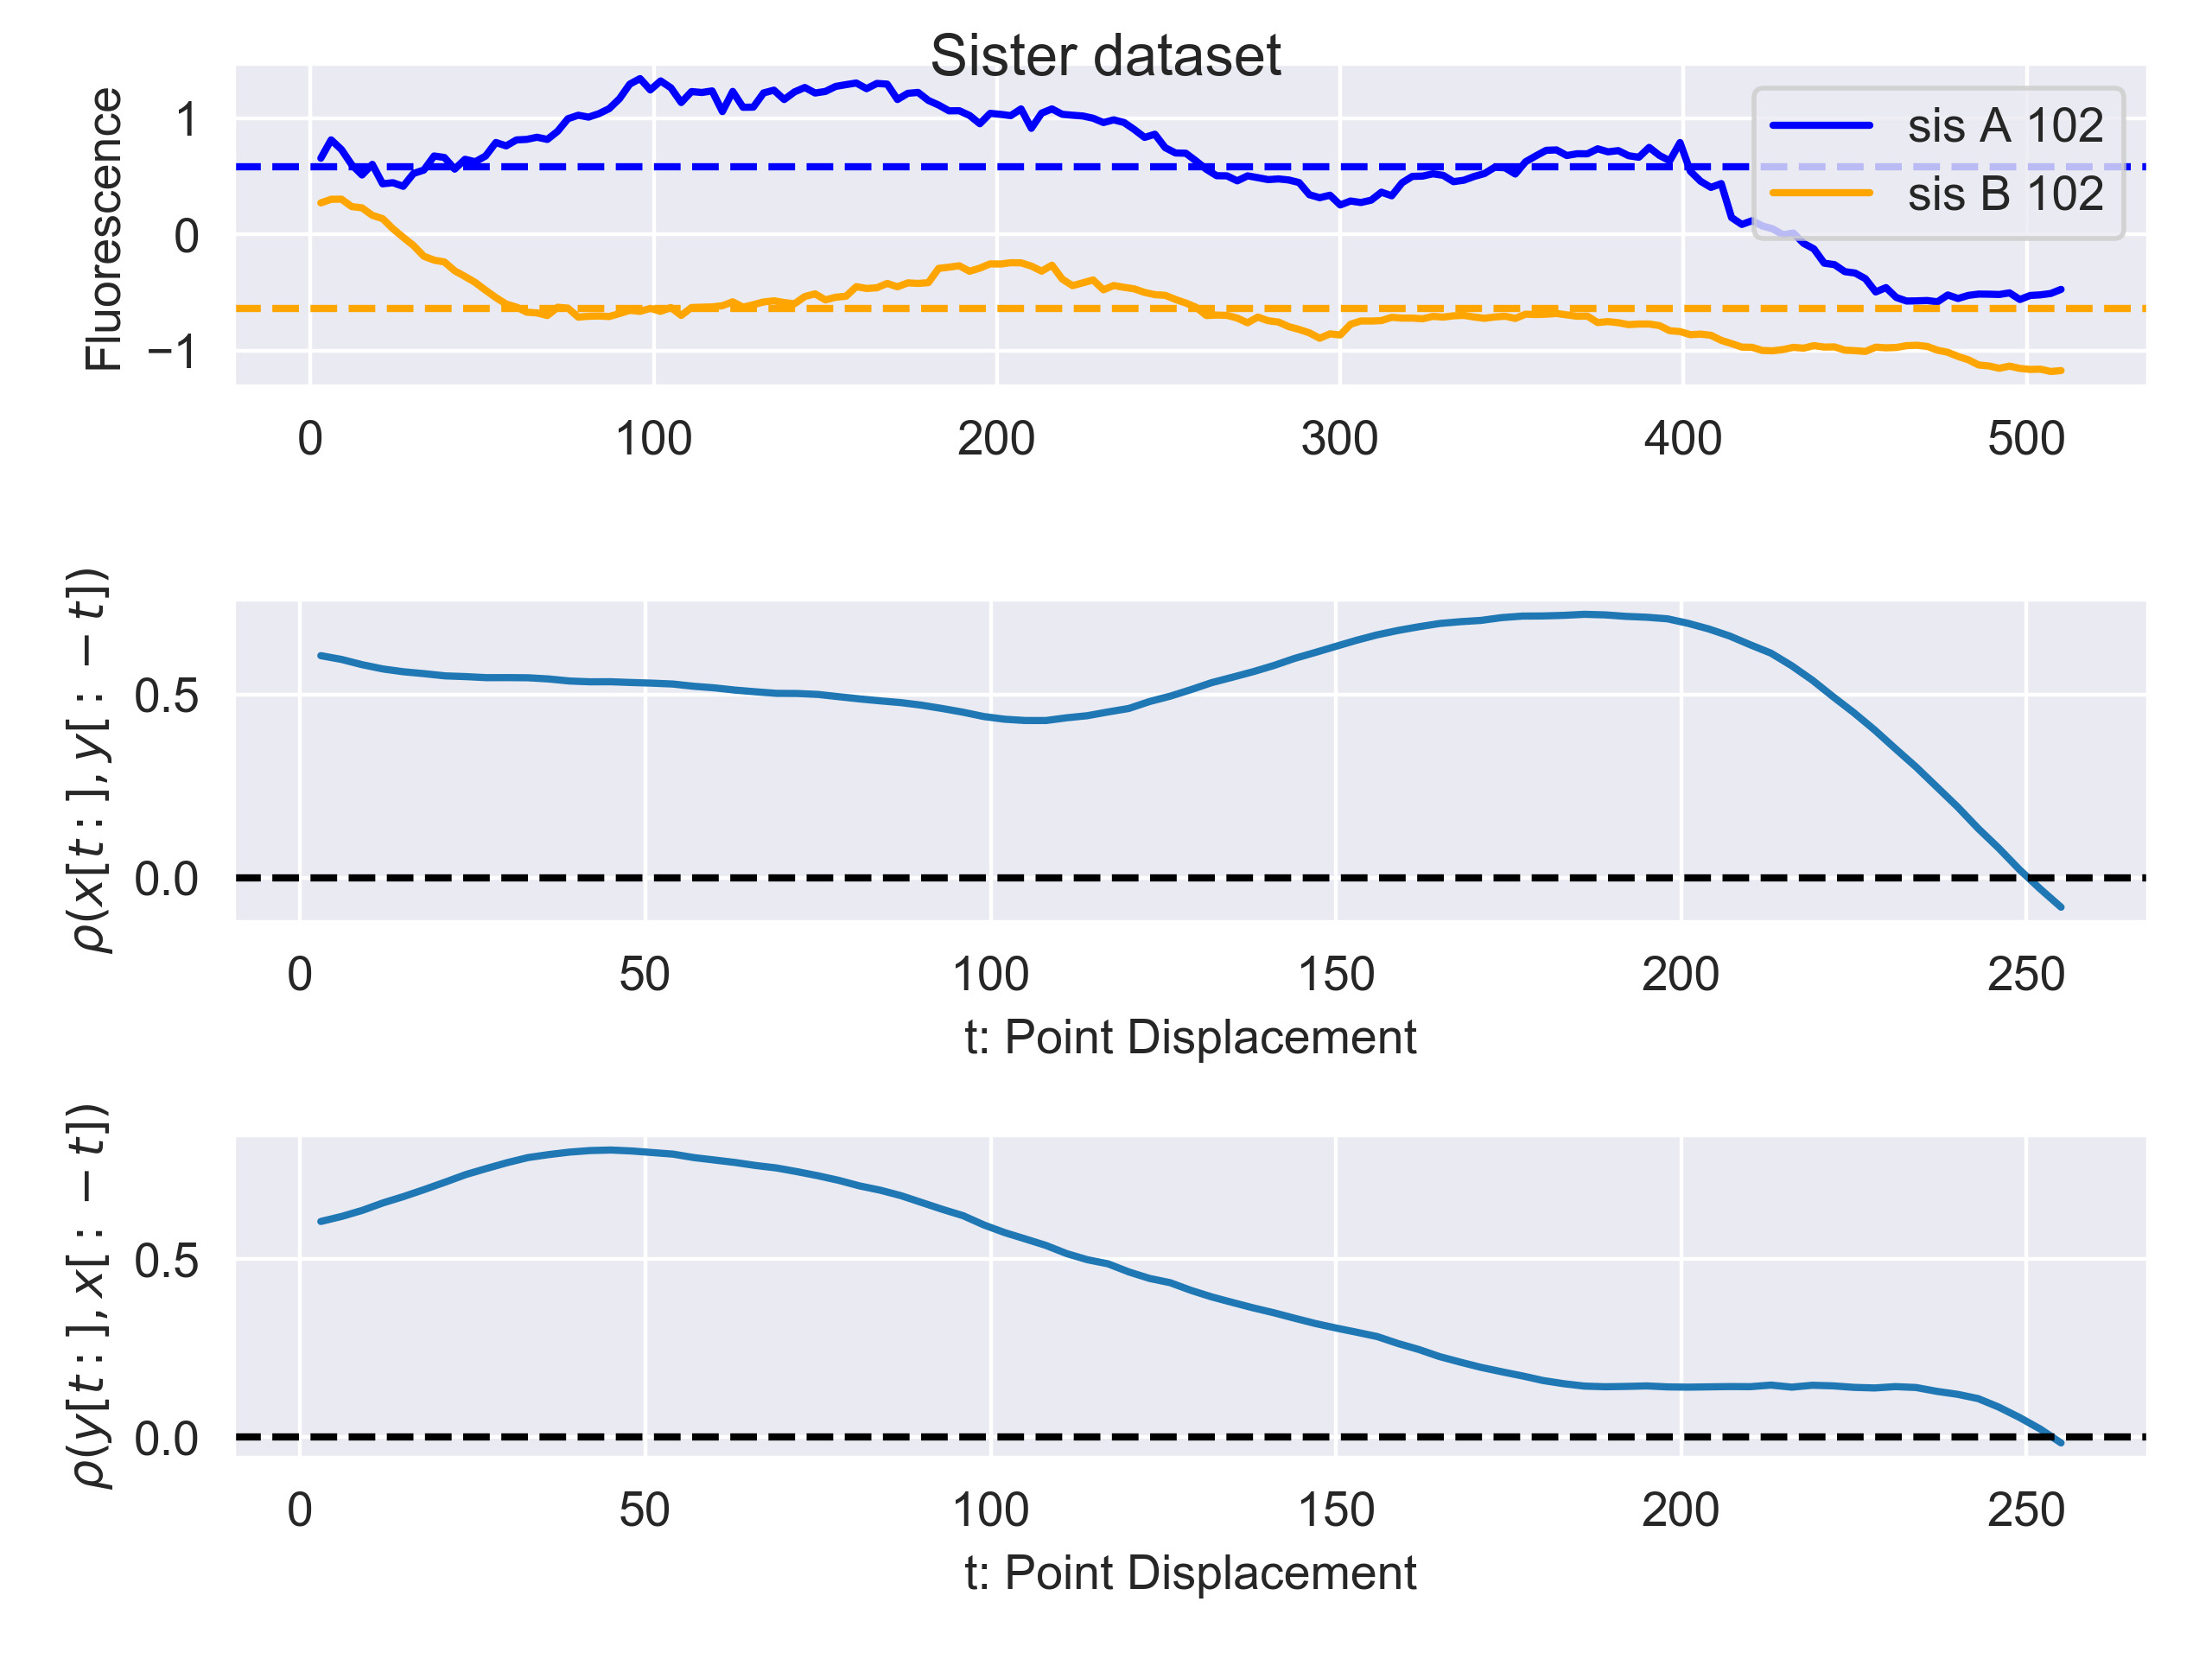 Sister dataset
Fluorescence
1
0
−1
sis A 102
sis B 102
0 100 200 300 400 500
ρ(x[t:], y[: − t])
0.5
0.0
0 50 100 150 200 250
t: Point Displacement
ρ(y[t:], x[: − t])
0.5
0.0
0 50 100 150 200 250
t: Point Displacement